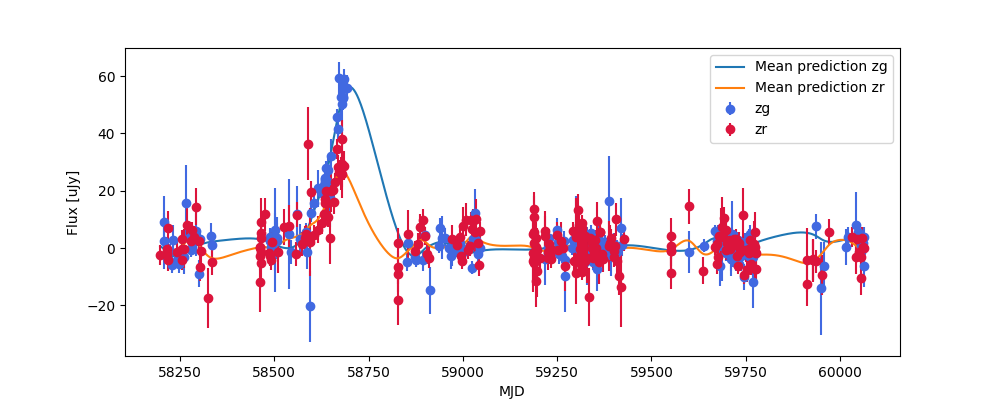 Mean prediction zg
Mean prediction zr
zg
zr
Flux [uJy]
60
40
20
0
−20
58250 58500 58750 59000 59250 59500 59750 60000
MJD